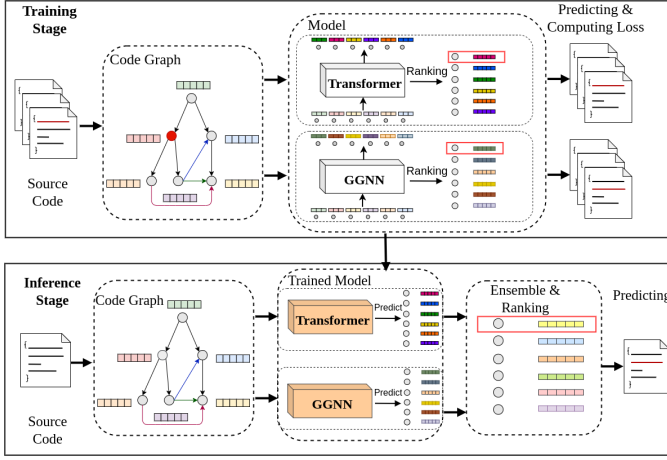 Training
Stage
Source
Code
{
}
Code Graph
Model
Transformer
Ranking
GGNN
Ranking
Predicting
& Computing Loss
{
}
{
}
Inference
Stage
{
}
Source
Code
Code Graph
Trained Model
Transformer
Predict
GGNN
Predict
Ensemble &
Ranking
Predicting
{
}